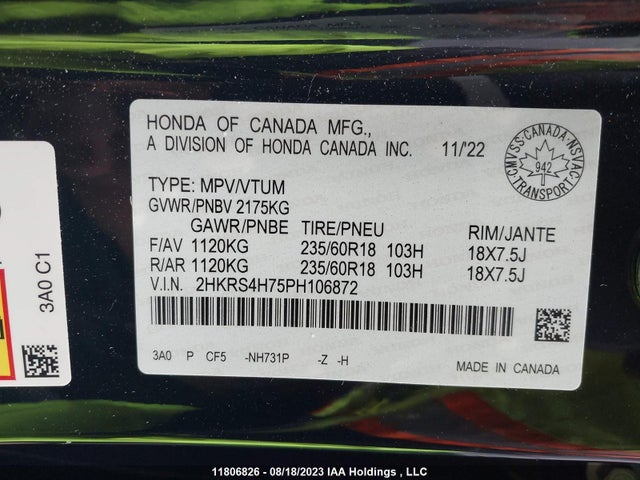 HONDA OF CANADA MFG.,
A DIVISION OF HONDA CANADA INC. 11/'22
CMVSS-CANADA-NSVAC
942
TRANSPORT
TYPE: MPV/VTUM
GVWR/PNBV 2175KG
GAWR/PNBE TIRE/PNEU RIM/JANTE
F/AV 1120KG 235/60R18 103H 18X7.5J
R/AR 1120KG 235/60R18 103H 18X7.5J
V.I.N. 2HKRS4H75PH106872
3A0 P CF5 -NH731P -Z -H
MADE IN CANADA
3A0 C1
11806826 - 08/18/2023 IAA Holdings , LLC